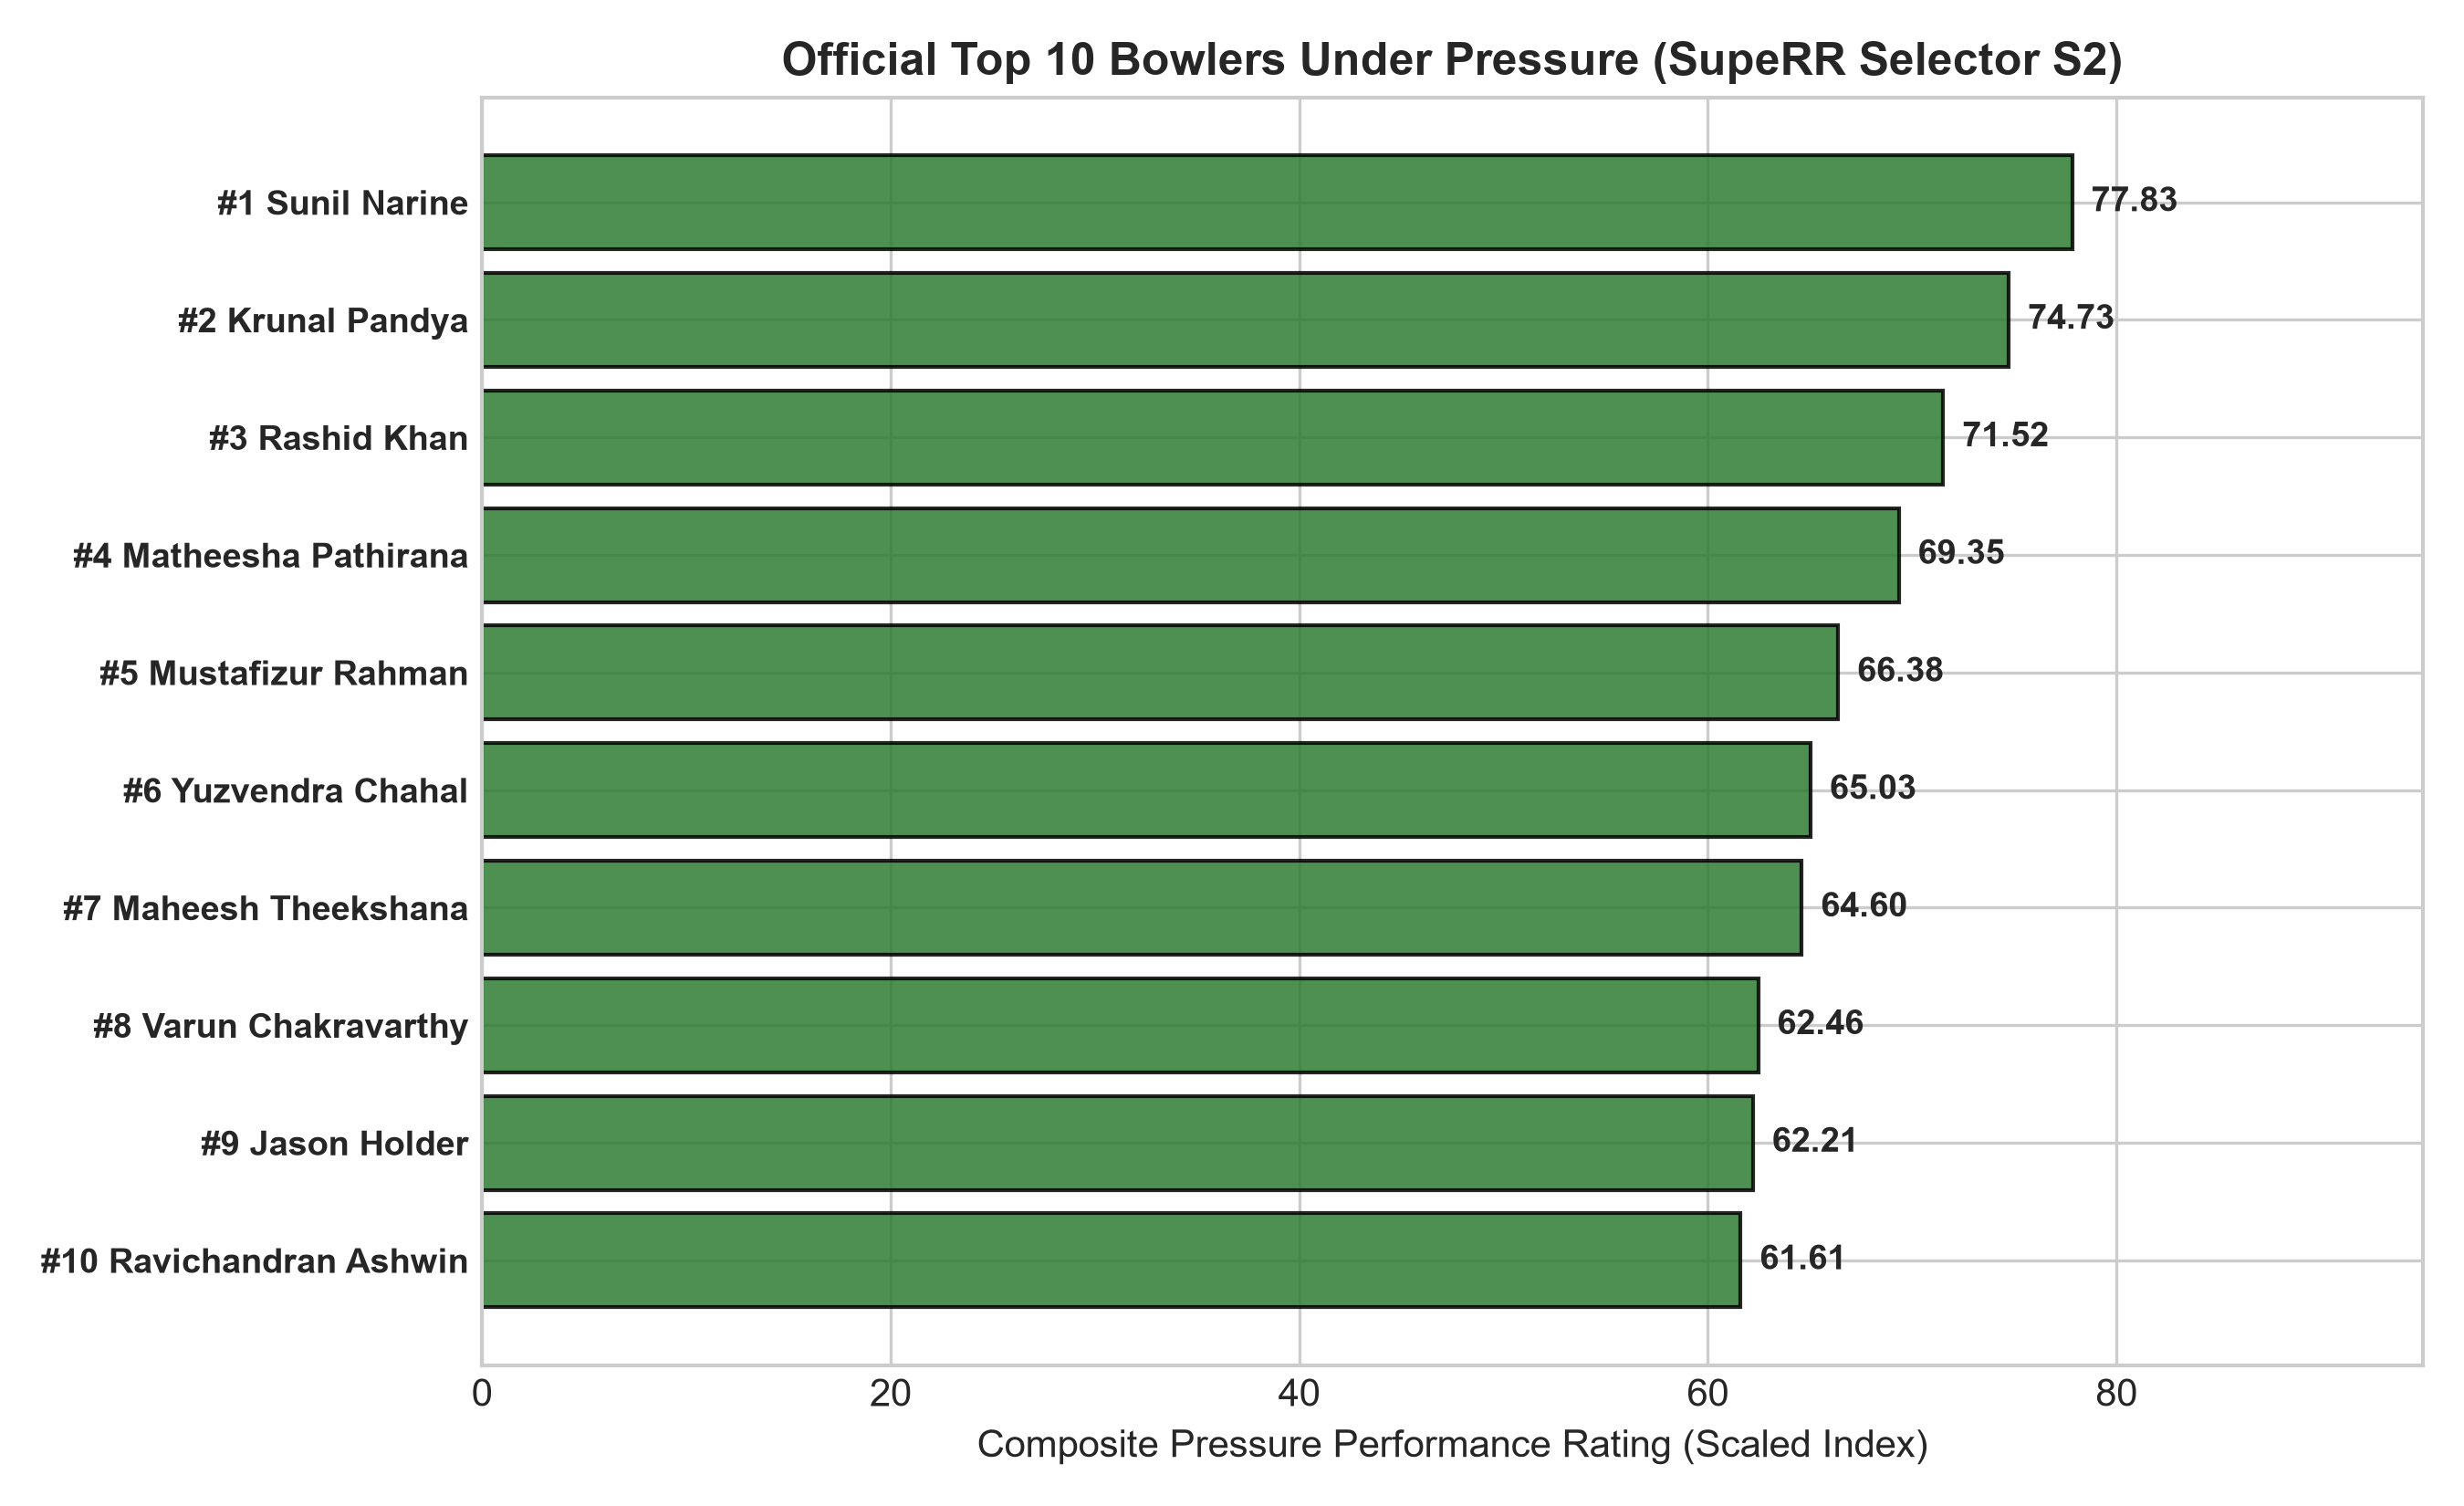 Official Top 10 Bowlers Under Pressure (SupeRR Selector S2)
#1 Sunil Narine 77.83
#2 Krunal Pandya 74.73
#3 Rashid Khan 71.52
#4 Matheesha Pathirana 69.35
#5 Mustafizur Rahman 66.38
#6 Yuzvendra Chahal 65.03
#7 Maheesh Theekshana 64.60
#8 Varun Chakravarthy 62.46
#9 Jason Holder 62.21
#10 Ravichandran Ashwin 61.61
0 20 40 60 80
Composite Pressure Performance Rating (Scaled Index)